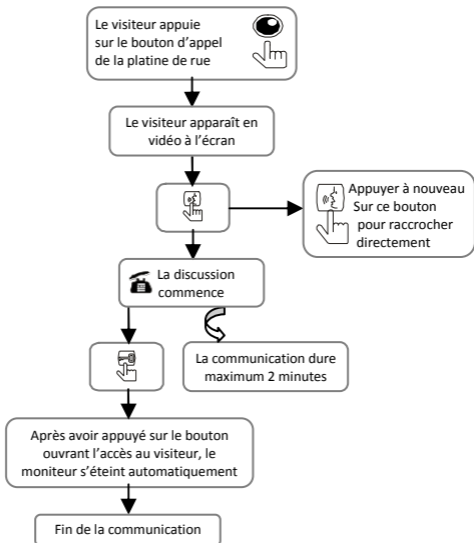 Le visiteur appuie
sur le bouton d’appel
de la platine de rue
Le visiteur apparaît en
vidéo à l’écran
Appuyer à nouveau
Sur ce bouton
pour raccrocher
directement
La discussion
commence
La communication dure
maximum 2 minutes
Après avoir appuyé sur le bouton
ouvrant l’accès au visiteur, le
moniteur s’éteint automatiquement
Fin de la communication